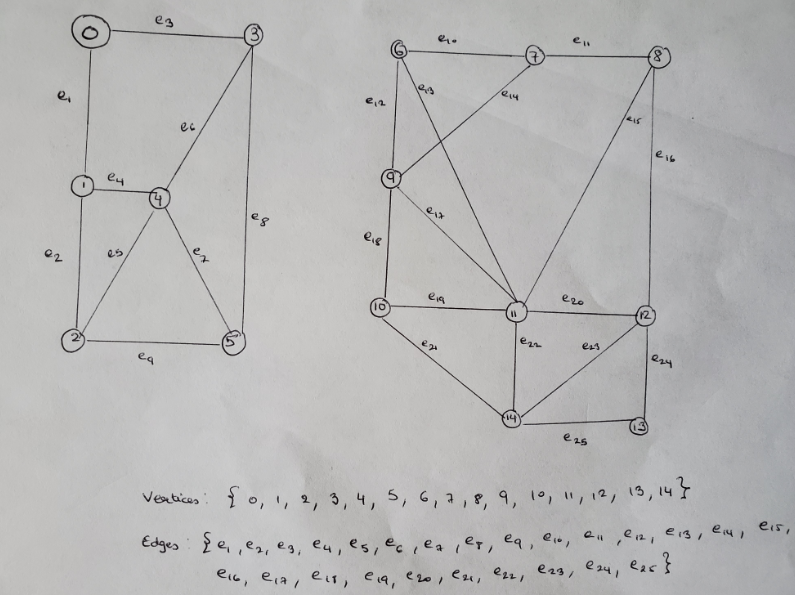 e3
0
3
e1
e6
e4
1
4
e8
e2
e5
e7
2
5
e9
e10
e11
6
7
8
e13
e12
e14
e15
e16
9
e17
e18
e19
e20
10
11
12
e21
e22
e23
e24
14
13
e25
Vertices: { 0, 1, 2, 3, 4, 5, 6, 7, 8, 9, 10, 11, 12, 13, 14 }
Edges: { e1, e2, e3, e4, e5, e6, e7, e8, e9, e10, e11, e12, e13, e14, e15,
e16, e17, e18, e19, e20, e21, e22, e23, e24, e25 }